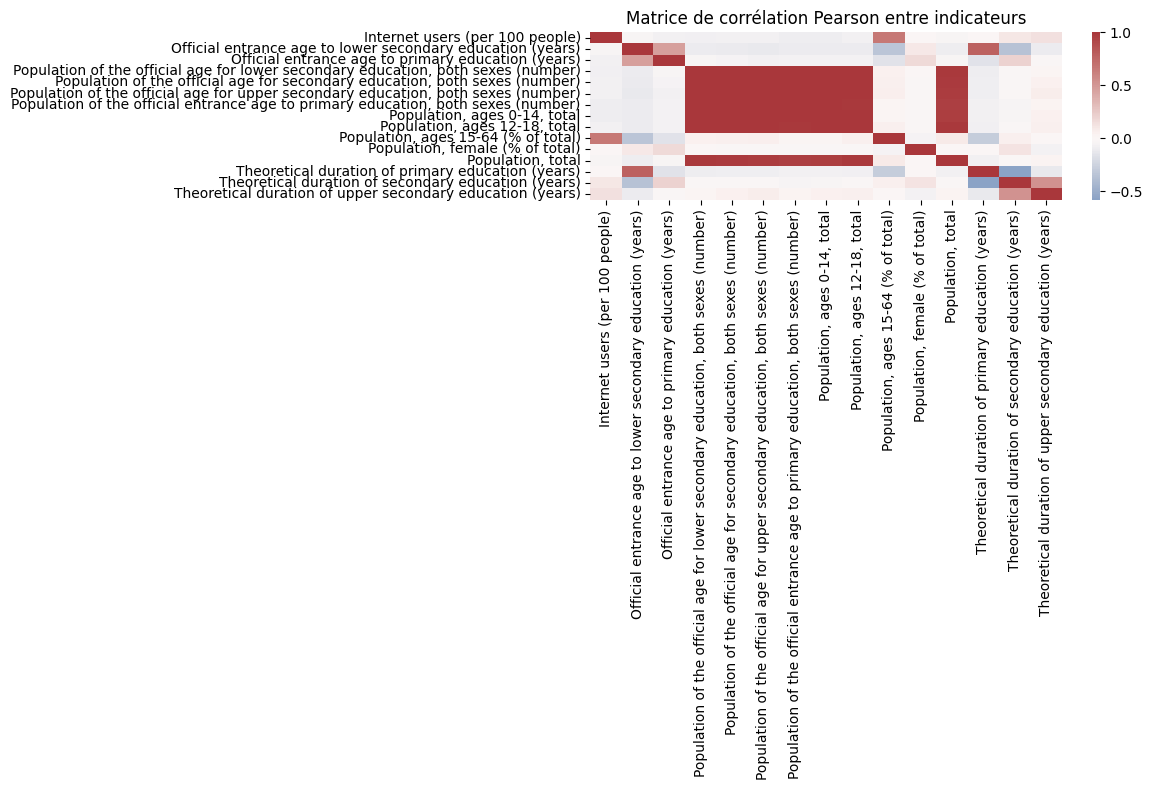 Matrice de corrélation Pearson entre indicateurs
Internet users (per 100 people)
Official entrance age to lower secondary education (years)
Official entrance age to primary education (years)
Population of the official age for lower secondary education, both sexes (number)
Population of the official age for secondary education, both sexes (number)
Population of the official age for upper secondary education, both sexes (number)
Population of the official entrance age to primary education, both sexes (number)
Population, ages 0-14, total
Population, ages 12-18, total
Population, ages 15-64 (% of total)
Population, female (% of total)
Population, total
Theoretical duration of primary education (years)
Theoretical duration of secondary education (years)
Theoretical duration of upper secondary education (years)
1.0
0.5
0.0
−0.5
Internet users (per 100 people)
Official entrance age to lower secondary education (years)
Official entrance age to primary education (years)
Population of the official age for lower secondary education, both sexes (number)
Population of the official age for secondary education, both sexes (number)
Population of the official age for upper secondary education, both sexes (number)
Population of the official entrance age to primary education, both sexes (number)
Population, ages 0-14, total
Population, ages 12-18, total
Population, ages 15-64 (% of total)
Population, female (% of total)
Population, total
Theoretical duration of primary education (years)
Theoretical duration of secondary education (years)
Theoretical duration of upper secondary education (years)